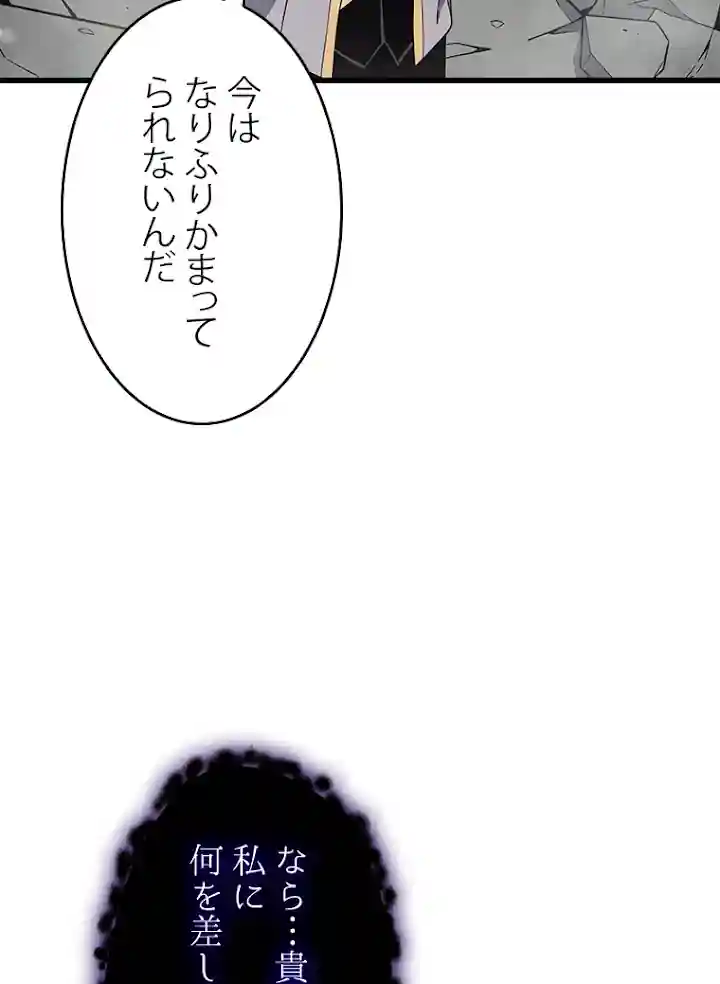 今は
なりふりかまって
られないんだ
なら…貴
私に
何を差し